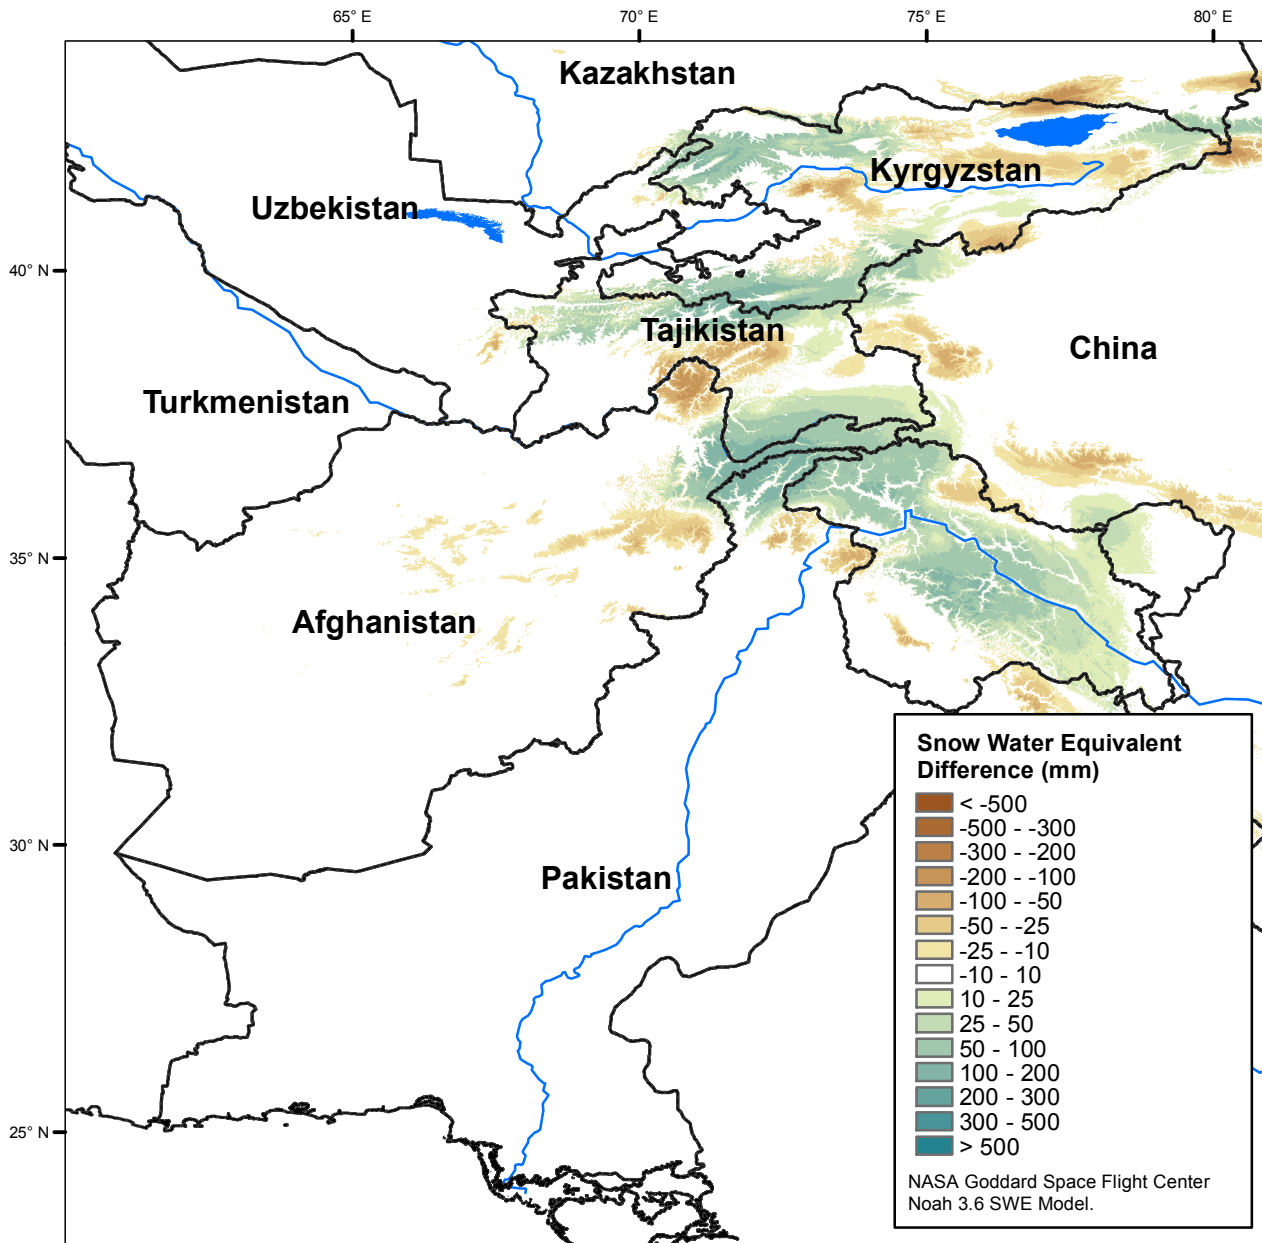 65° E
70° E
75° E
80° E
Kazakhstan
Kyrgyzstan
Uzbekistan
40° N
Tajikistan
China
Turkmenistan
35° N
Afghanistan
30° N
Pakistan
25° N
Snow Water Equivalent
Difference (mm)
< -500
-500 - -300
-300 - -200
-200 - -100
-100 - -50
-50 - -25
-25 - -10
-10 - 10
10 - 25
25 - 50
50 - 100
100 - 200
200 - 300
300 - 500
> 500
NASA Goddard Space Flight Center
Noah 3.6 SWE Model.